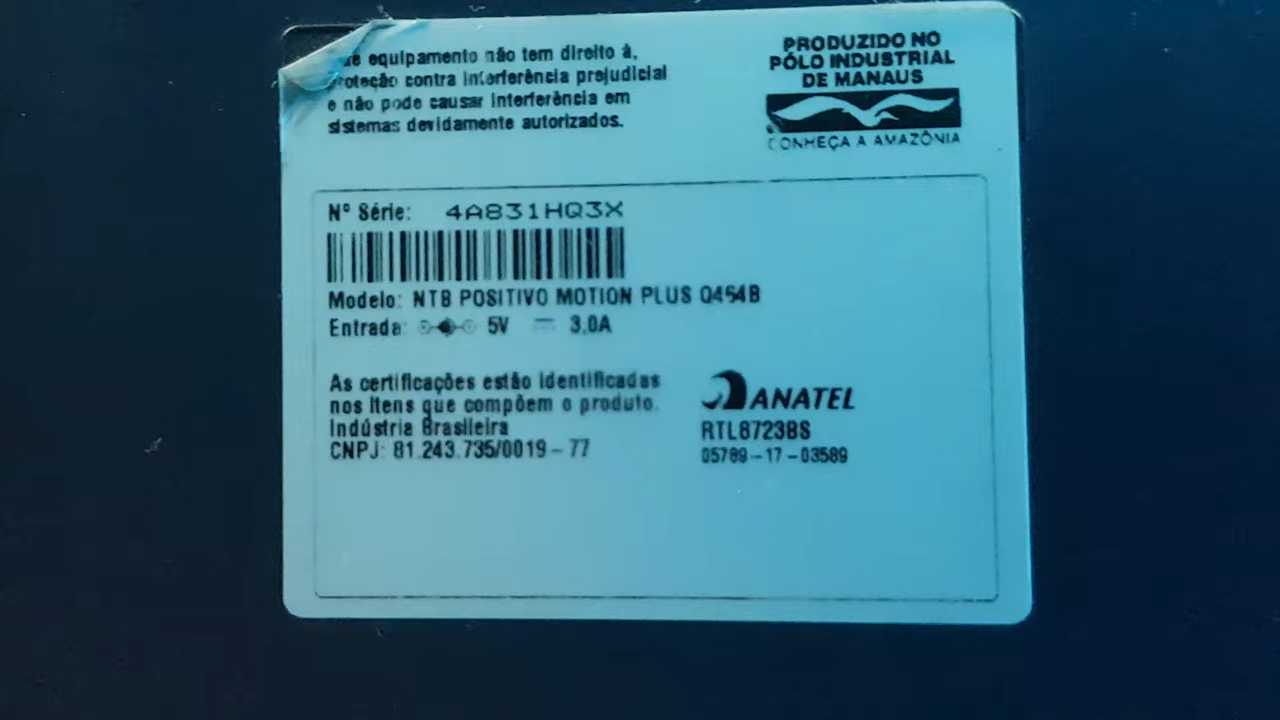 equipamento não tem direito à,
proteção contra interferência prejudicial
e não pode causar interferência em
sistemas devidamente autorizados.
PRODUZIDO NO
PÓLO INDUSTRIAL
DE MANAUS
CONHEÇA A AMAZÔNIA
Nº Série: 4A831HQ3X
Modelo: NTB POSITIVO MOTION PLUS Q464B
Entrada: 5V 3.0A
As certificações estão identificadas
nos itens que compõem o produto.
Indústria Brasileira
CNPJ: 81.243.735/0019-77
ANATEL
RTL8723BS
05789-17-03589